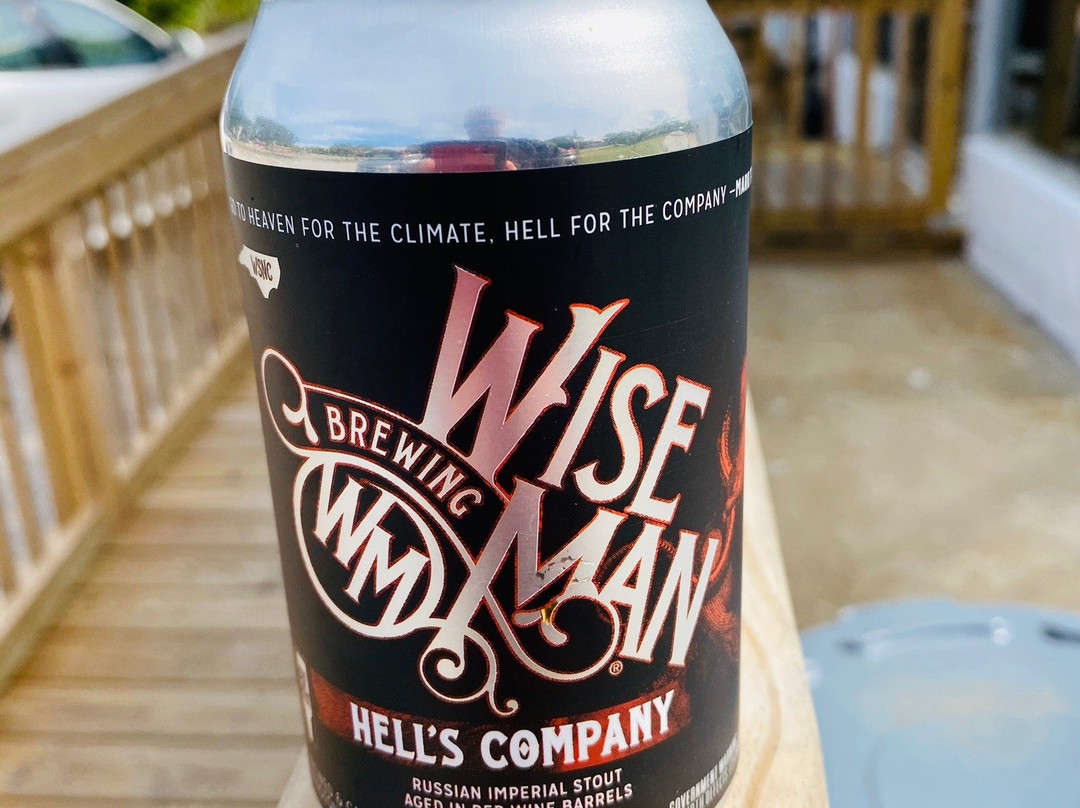 TO HEAVEN FOR THE CLIMATE, HELL FOR THE COMPANY –MARK
WSNC
WISE
MAN
BREWING
WM
®
HELL'S COMPANY
RUSSIAN IMPERIAL STOUT
AGED IN RED WINE BARRELS
GOVERNMENT